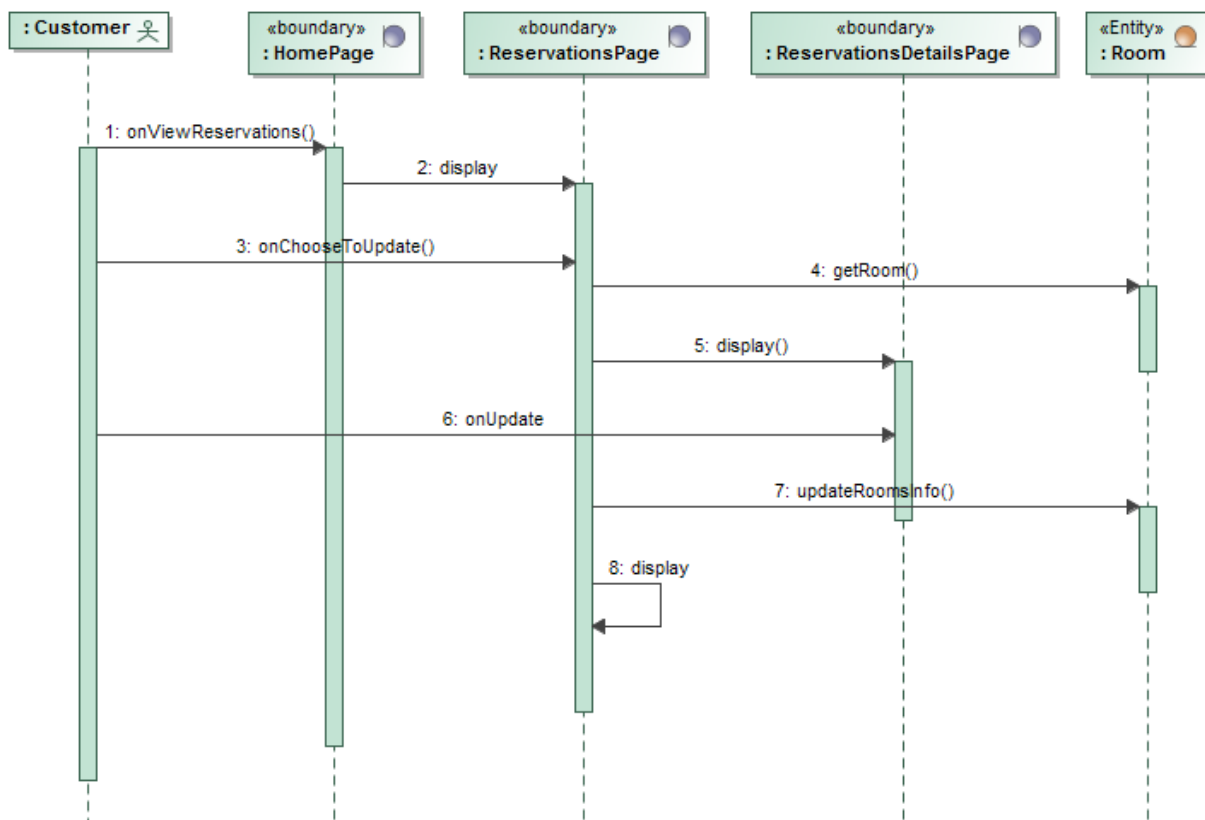 : Customer
«boundary»
: HomePage
«boundary»
: ReservationsPage
«boundary»
: ReservationsDetailsPage
«Entity»
: Room
1: onViewReservations()
2: display
3: onChooseToUpdate()
4: getRoom()
5: display()
6: onUpdate
7: updateRoomsInfo()
8: display